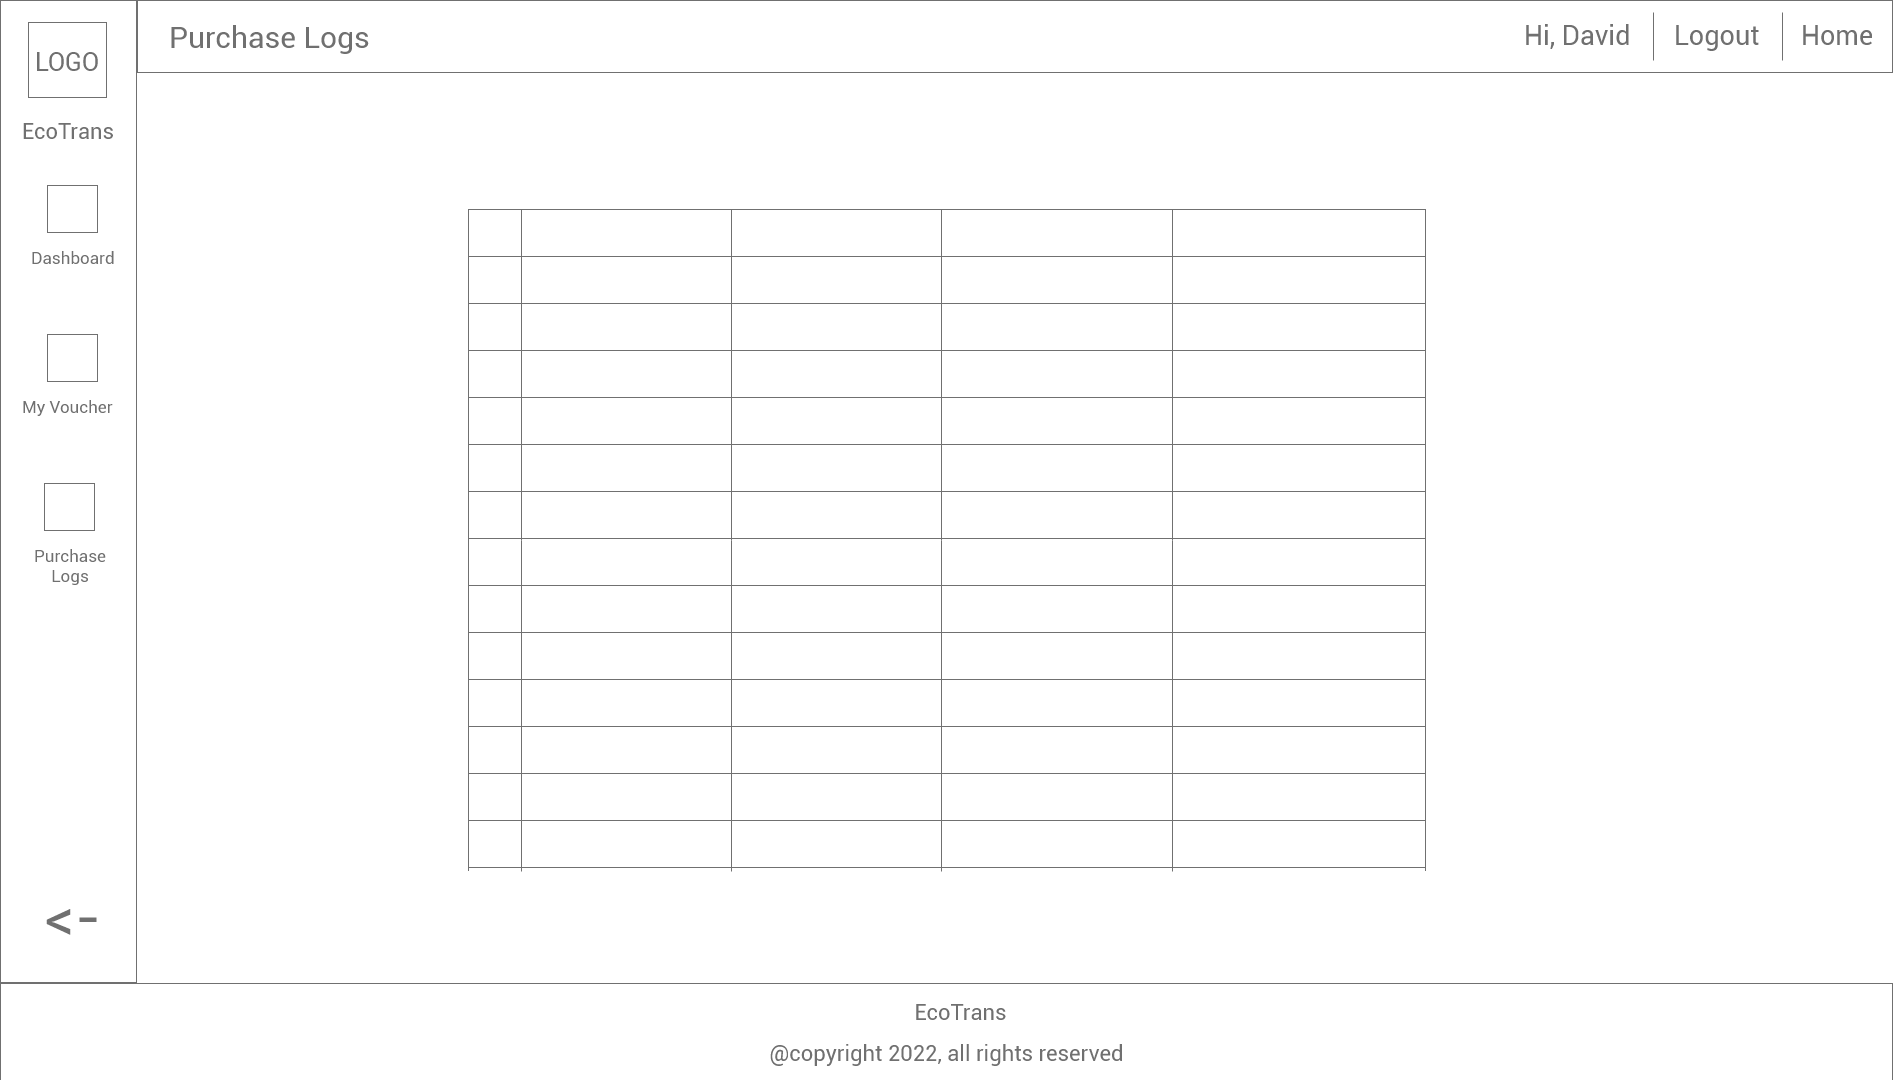 LOGO
EcoTrans
Dashboard
My Voucher
Purchase
Logs
<-
Purchase Logs
Hi, David
Logout
Home
EcoTrans
@copyright 2022, all rights reserved